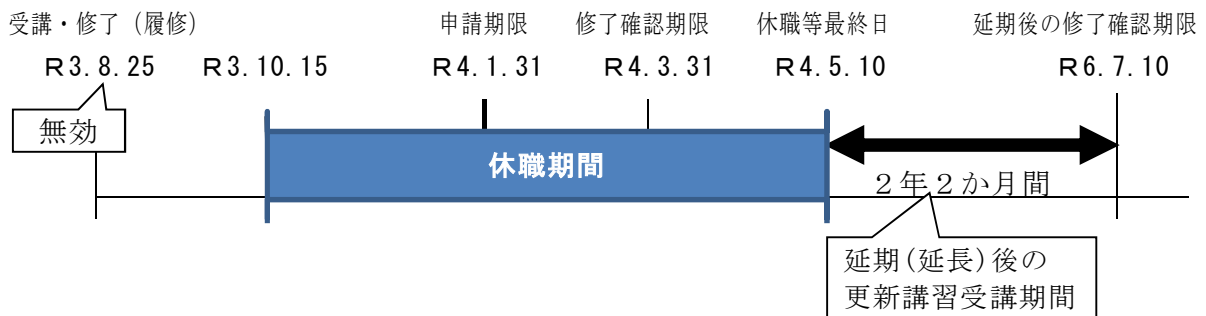 受講・修了（履修） 申請期限 修了確認期限 休職等最終日 延期後の修了確認期限
Ｒ3.8.25 Ｒ3.10.15 Ｒ4.1.31 Ｒ4.3.31 Ｒ4.5.10 Ｒ6.7.10
無効
休職期間
２年２か月間
延期(延長)後の
更新講習受講期間